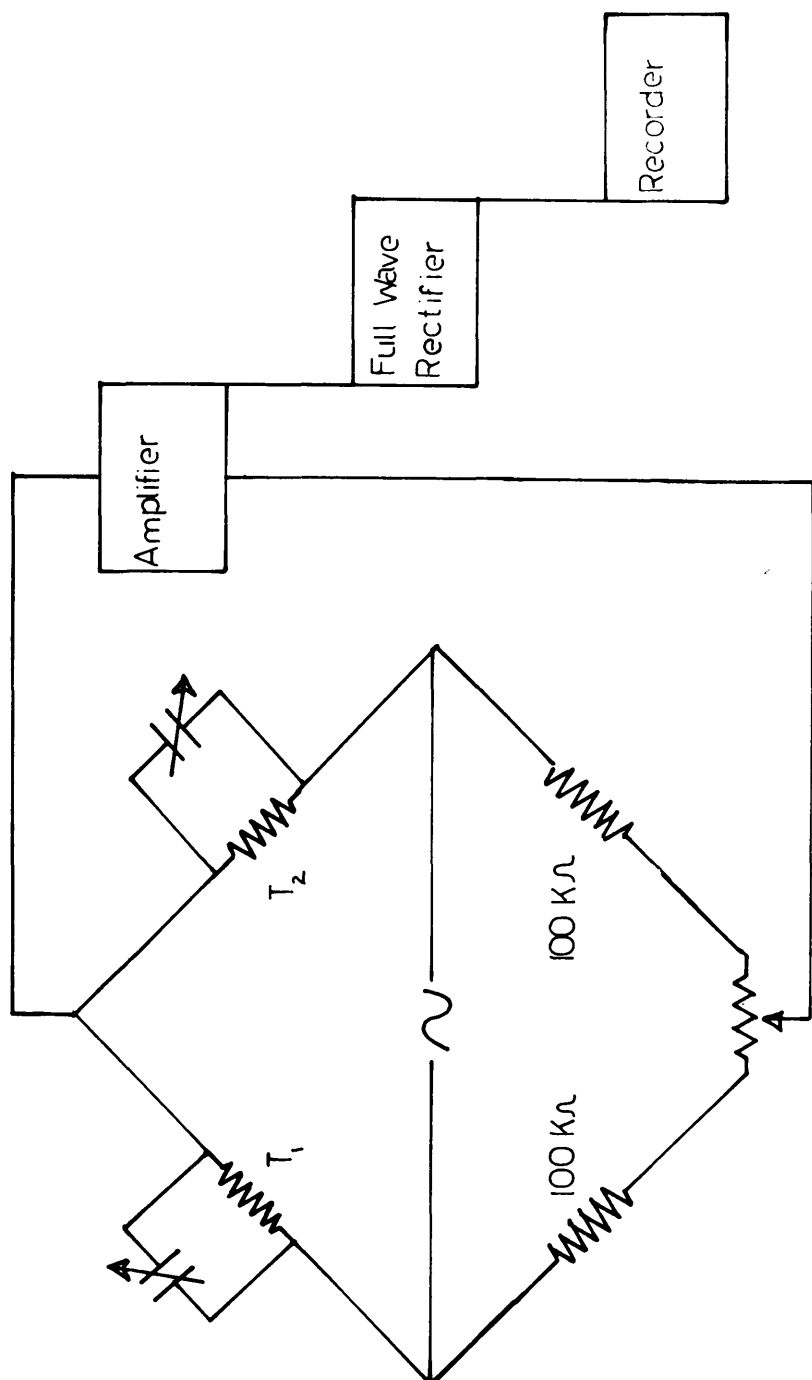 Amplifier
Full Wave
Rectifier
Recorder
T₁
T₂
100 KΩ
100 KΩ